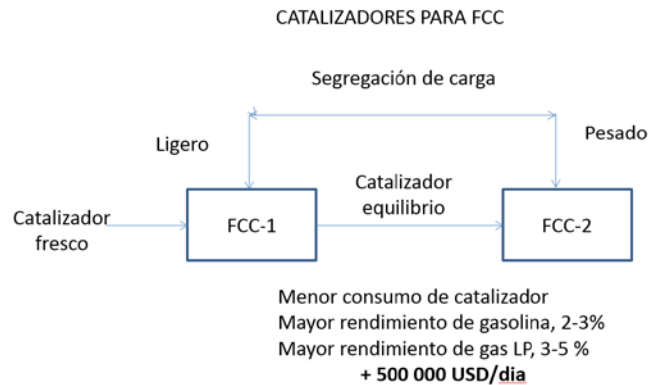 CATALIZADORES PARA FCC
Segregación de carga
Ligero
Pesado
Catalizador
equilibrio
Catalizador
fresco
FCC-1
FCC-2
Menor consumo de catalizador
Mayor rendimiento de gasolina, 2-3%
Mayor rendimiento de gas LP, 3-5 %
+ 500 000 USD/dia